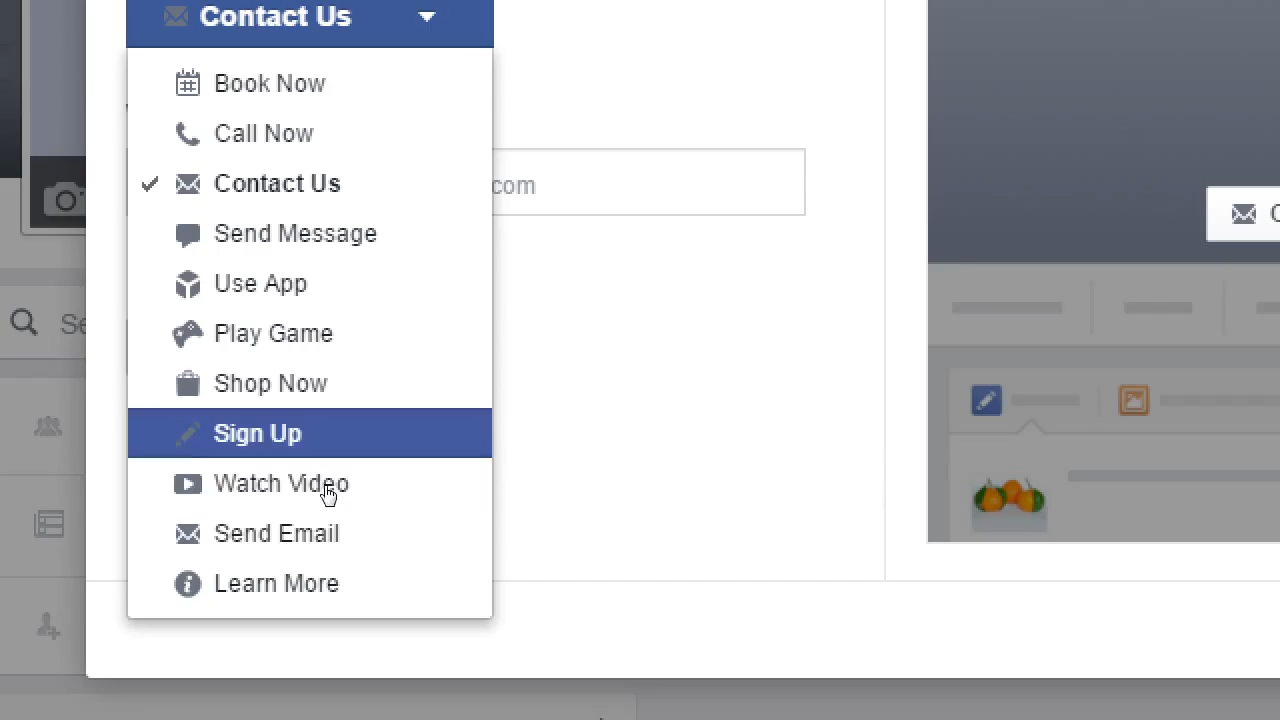 Contact Us
Book Now
Call Now
Contact Us
com
Send Message
Use App
Se
Play Game
Shop Now
Sign Up
Watch Video
Send Email
Learn More